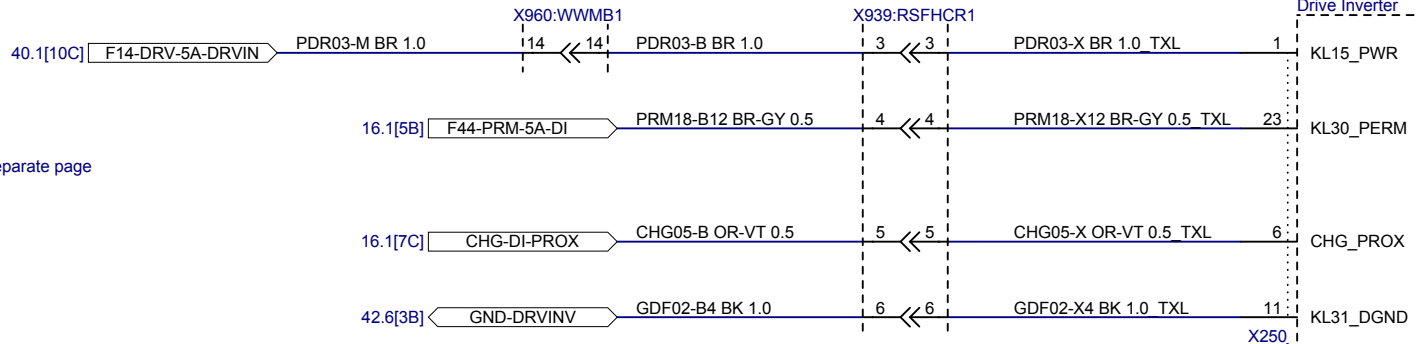 Drive Inverter
X960:WWMB1 X939:RSFHCR1
40.1[10C] F14-DRV-5A-DRVIN PDR03-M BR 1.0 14 14 PDR03-B BR 1.0 3 3 PDR03-X BR 1.0_TXL 1 KL15_PWR
16.1[5B] F44-PRM-5A-DI PRM18-B12 BR-GY 0.5 4 4 PRM18-X12 BR-GY 0.5_TXL 23 KL30_PERM
eparate page
16.1[7C] CHG-DI-PROX CHG05-B OR-VT 0.5 5 5 CHG05-X OR-VT 0.5_TXL 6 CHG_PROX
42.6[3B] GND-DRVINV GDF02-B4 BK 1.0 6 6 GDF02-X4 BK 1.0_TXL 11 KL31_DGND
X250